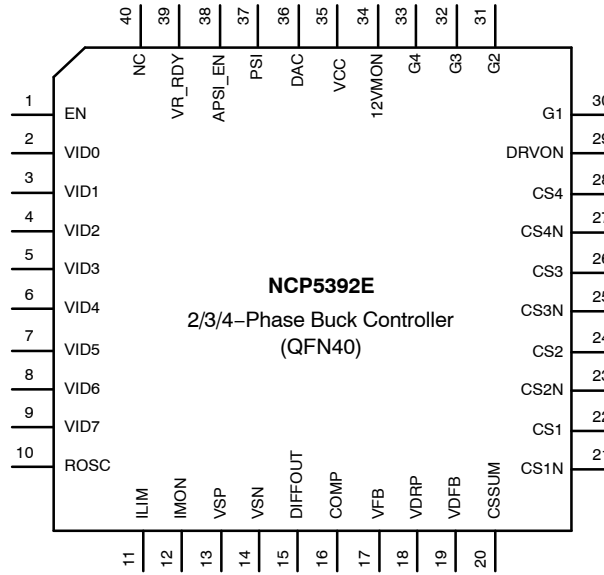 40 39 38 37 36 35 34 33 32 31
NC VR_RDY APSI_EN PSI DAC VCC 12VMON G4 G3 G2
1 EN
2 VID0
3 VID1
4 VID2
5 VID3
6 VID4
7 VID5
8 VID6
9 VID7
10 ROSC
NCP5392E
2/3/4–Phase Buck Controller
(QFN40)
G1 30
DRVON 29
CS4 28
CS4N 27
CS3 26
CS3N 25
CS2 24
CS2N 23
CS1 22
CS1N 21
ILIM IMON VSP VSN DIFFOUT COMP VFB VDRP VDFB CSSUM
11 12 13 14 15 16 17 18 19 20